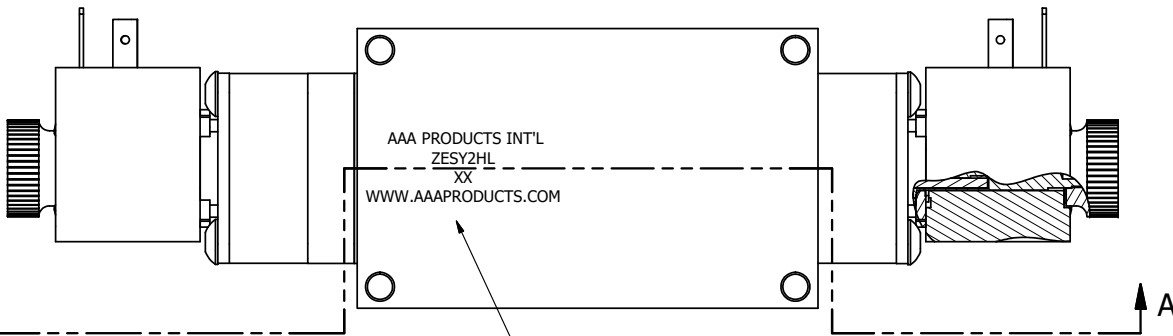 AAA PRODUCTS INT'L
ZESY2HL
XX
WWW.AAAPRODUCTS.COM
A